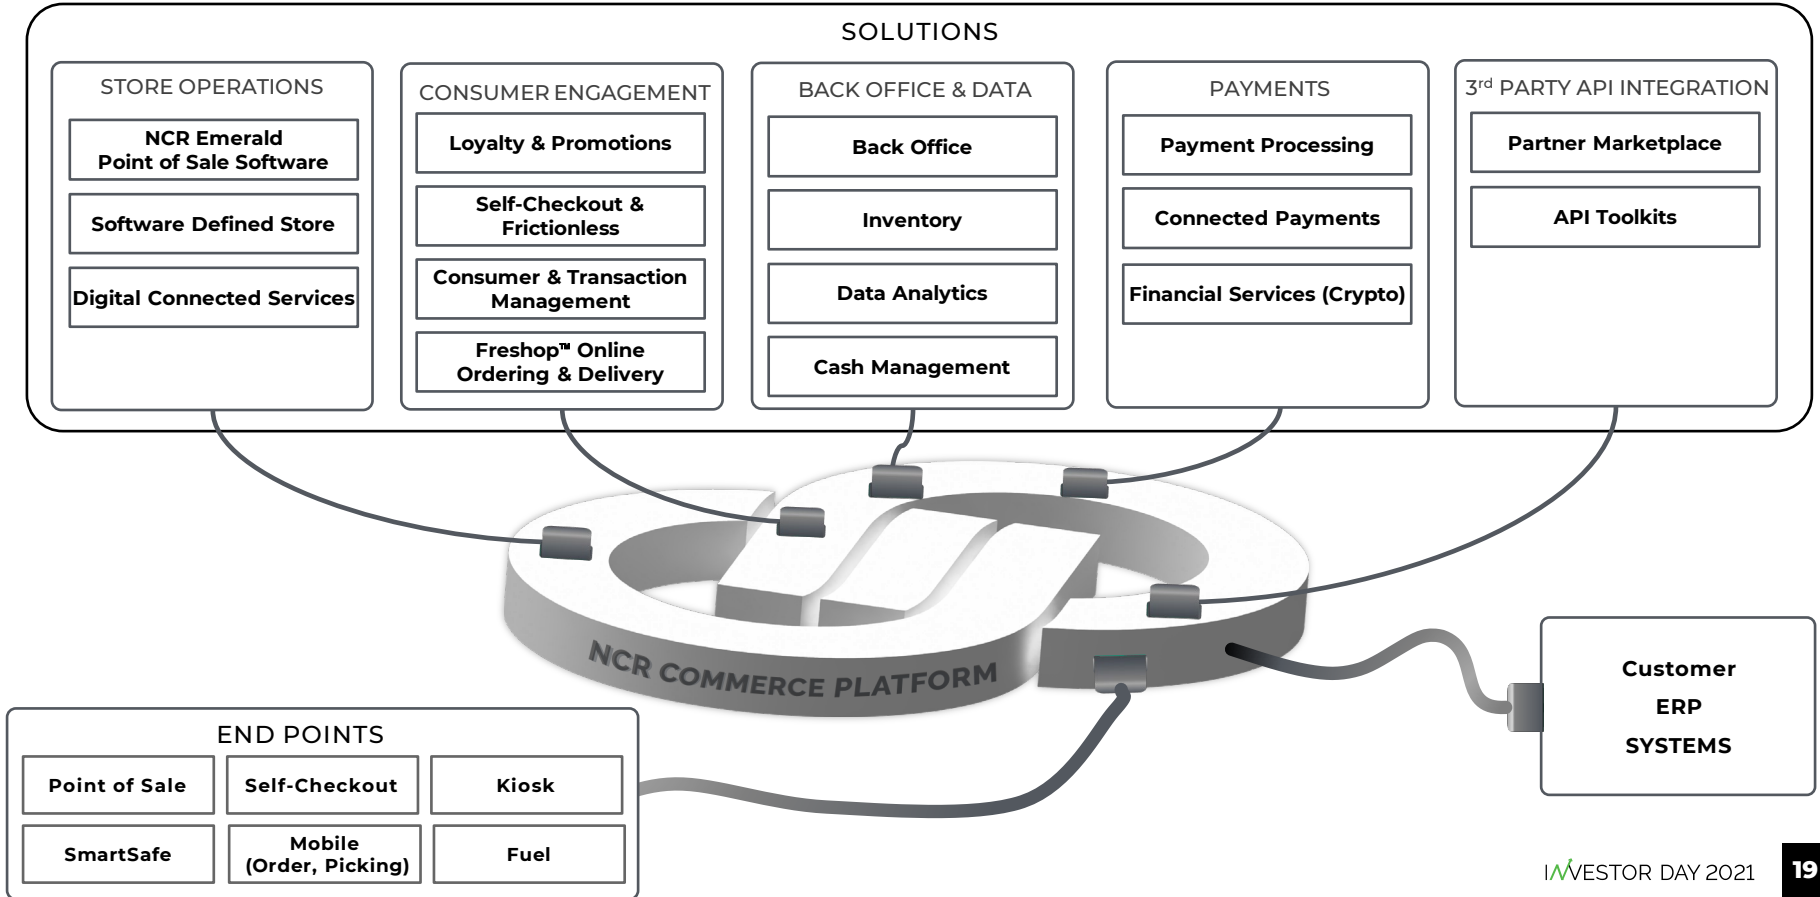 SOLUTIONS
STORE OPERATIONS
NCR Emerald
Point of Sale Software
Software Defined Store
Digital Connected Services
CONSUMER ENGAGEMENT
Loyalty & Promotions
Self-Checkout &
Frictionless
Consumer & Transaction
Management
Freshop™ Online
Ordering & Delivery
BACK OFFICE & DATA
Back Office
Inventory
Data Analytics
Cash Management
PAYMENTS
Payment Processing
Connected Payments
Financial Services (Crypto)
3rd PARTY API INTEGRATION
Partner Marketplace
API Toolkits
NCR COMMERCE PLATFORM
Customer
ERP
SYSTEMS
END POINTS
Point of Sale
Self-Checkout
Kiosk
SmartSafe
Mobile
(Order, Picking)
Fuel
INVESTOR DAY 2021
19